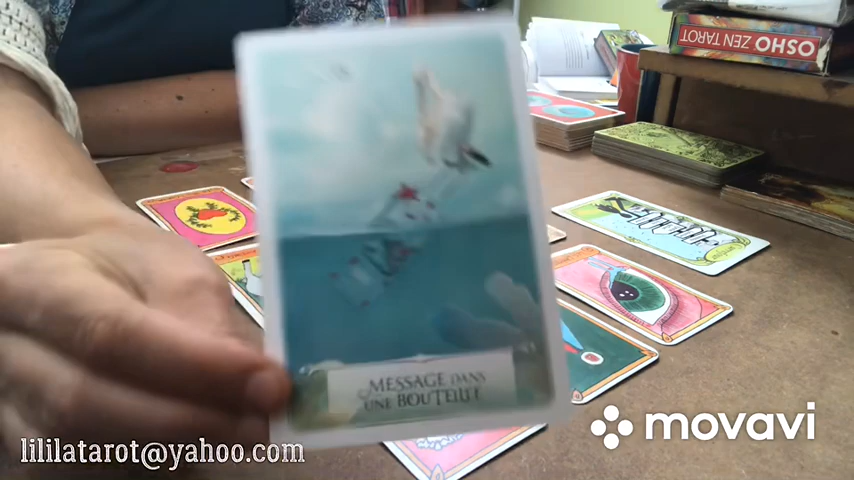 OSHO ZEN TAROT
MESSAGE DANS
UNE BOUTEILLE
movavi
lililatarot@yahoo.com